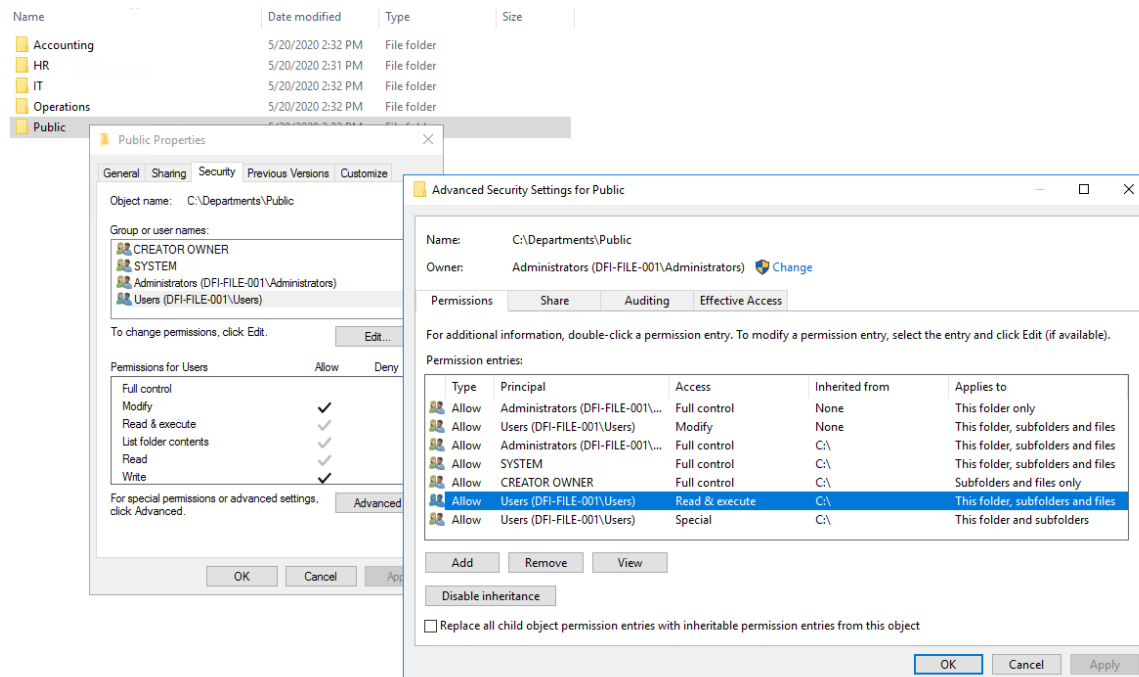 Name Date modified Type Size
Accounting 5/20/2020 2:32 PM File folder
HR 5/20/2020 2:31 PM File folder
IT 5/20/2020 2:32 PM File folder
Operations 5/20/2020 2:32 PM File folder
Public
Public Properties
General Sharing Security Previous Versions Customize
Object name: C:\Departments\Public
Group or user names:
CREATOR OWNER
SYSTEM
Administrators (DFI-FILE-001\Administrators)
Users (DFI-FILE-001\Users)
To change permissions, click Edit.
Edit...
Permissions for Users Allow Deny
Full control
Modify
Read & execute
List folder contents
Read
Write
For special permissions or advanced settings,
click Advanced.
Advanced
OK Cancel App
Advanced Security Settings for Public
Name: C:\Departments\Public
Owner: Administrators (DFI-FILE-001\Administrators) Change
Permissions Share Auditing Effective Access
For additional information, double-click a permission entry. To modify a permission entry, select the entry and click Edit (if available).
Permission entries:
Type Principal Access Inherited from Applies to
Allow Administrators (DFI-FILE-001\... Full control None This folder only
Allow Users (DFI-FILE-001\Users) Modify None This folder, subfolders and files
Allow Administrators (DFI-FILE-001\... Full control C:\ This folder, subfolders and files
Allow SYSTEM Full control C:\ This folder, subfolders and files
Allow CREATOR OWNER Full control C:\ Subfolders and files only
Allow Users (DFI-FILE-001\Users) Read & execute C:\ This folder, subfolders and files
Allow Users (DFI-FILE-001\Users) Special C:\ This folder and subfolders
Add Remove View
Disable inheritance
Replace all child object permission entries with inheritable permission entries from this object
OK Cancel Apply